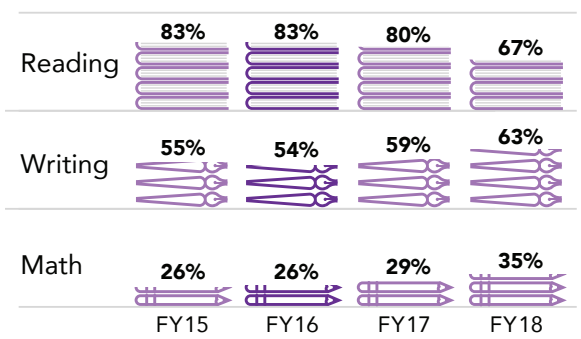 83% 83% 80% 67%
Reading
55% 54% 59% 63%
Writing
26% 26% 29% 35%
Math
FY15 FY16 FY17 FY18